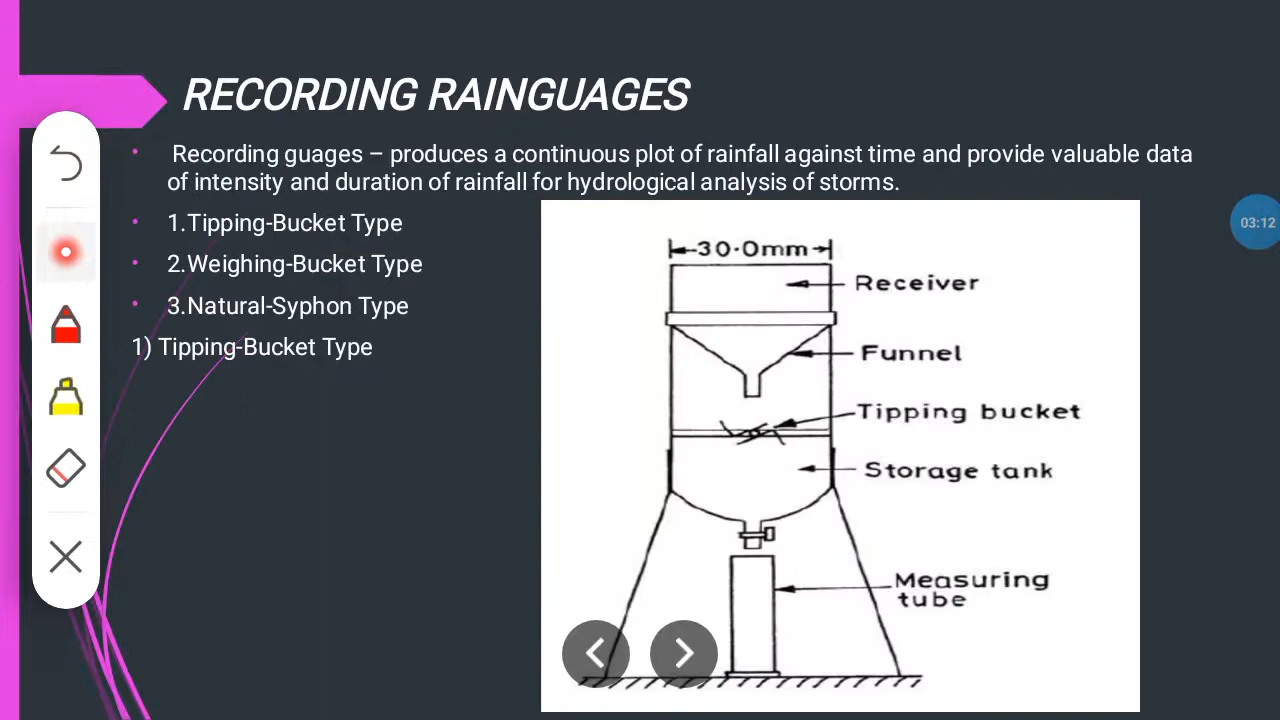 RECORDING RAINGUAGES
• Recording guages – produces a continuous plot of rainfall against time and provide valuable data
of intensity and duration of rainfall for hydrological analysis of storms.
• 1.Tipping-Bucket Type
• 2.Weighing-Bucket Type
• 3.Natural-Syphon Type
1) Tipping-Bucket Type
30·0mm
Receiver
Funnel
Tipping bucket
Storage tank
Measuring
tube
03:12